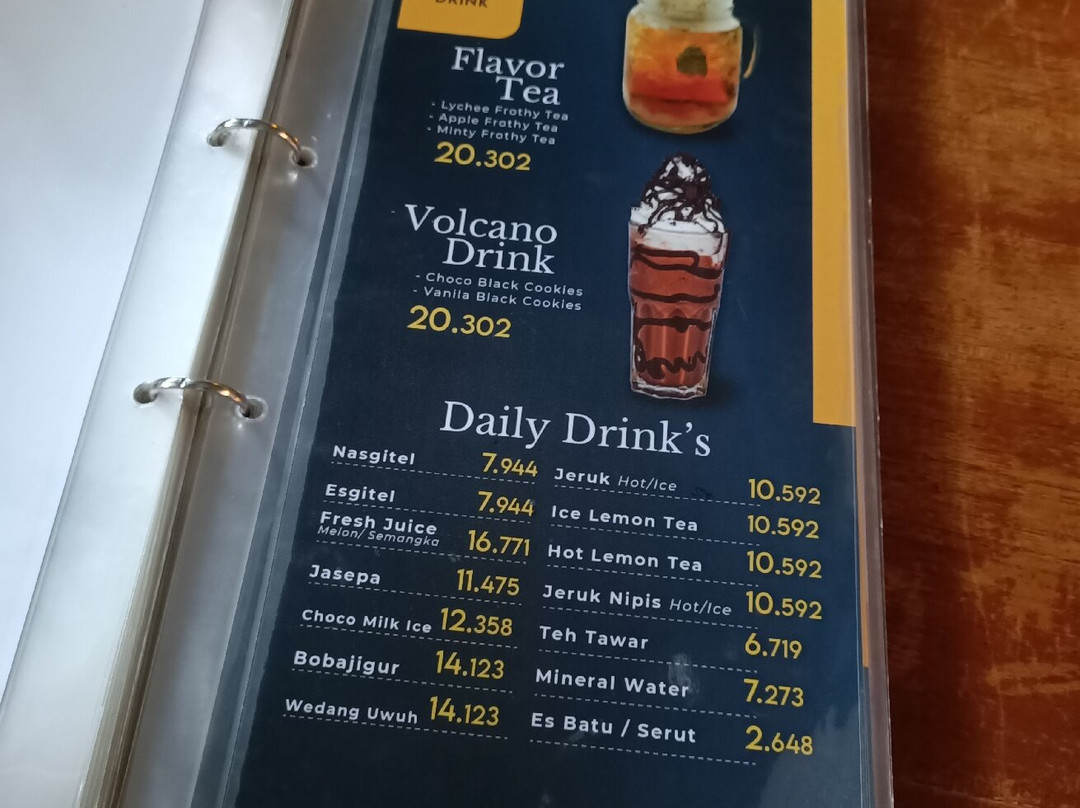 DRINK
Flavor
Tea
- Lychee Frothy Tea
- Apple Frothy Tea
- Minty Frothy Tea
20.302
Volcano
Drink
- Choco Black Cookies
- Vanila Black Cookies
20.302
Daily Drink's
Nasgitel 7.944
Esgitel 7.944
Fresh Juice
Melon/ Semangka 16.771
Jasepa 11.475
Choco Milk Ice 12.358
Bobajigur 14.123
Wedang Uwuh 14.123
Jeruk Hot/Ice 10.592
Ice Lemon Tea 10.592
Hot Lemon Tea 10.592
Jeruk Nipis Hot/Ice 10.592
Teh Tawar 6.719
Mineral Water 7.273
Es Batu / Serut 2.648